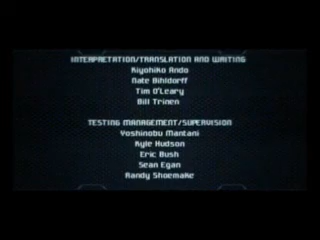 INTERPRETATION/TRANSLATION AND WRITING
Kiyohiko Ando
Nate Bihldorff
Tim O'Leary
Bill Trinen
TESTING MANAGEMENT/SUPERVISION
Yoshinobu Mantani
Kyle Hudson
Eric Bush
Sean Egan
Randy Shoemake